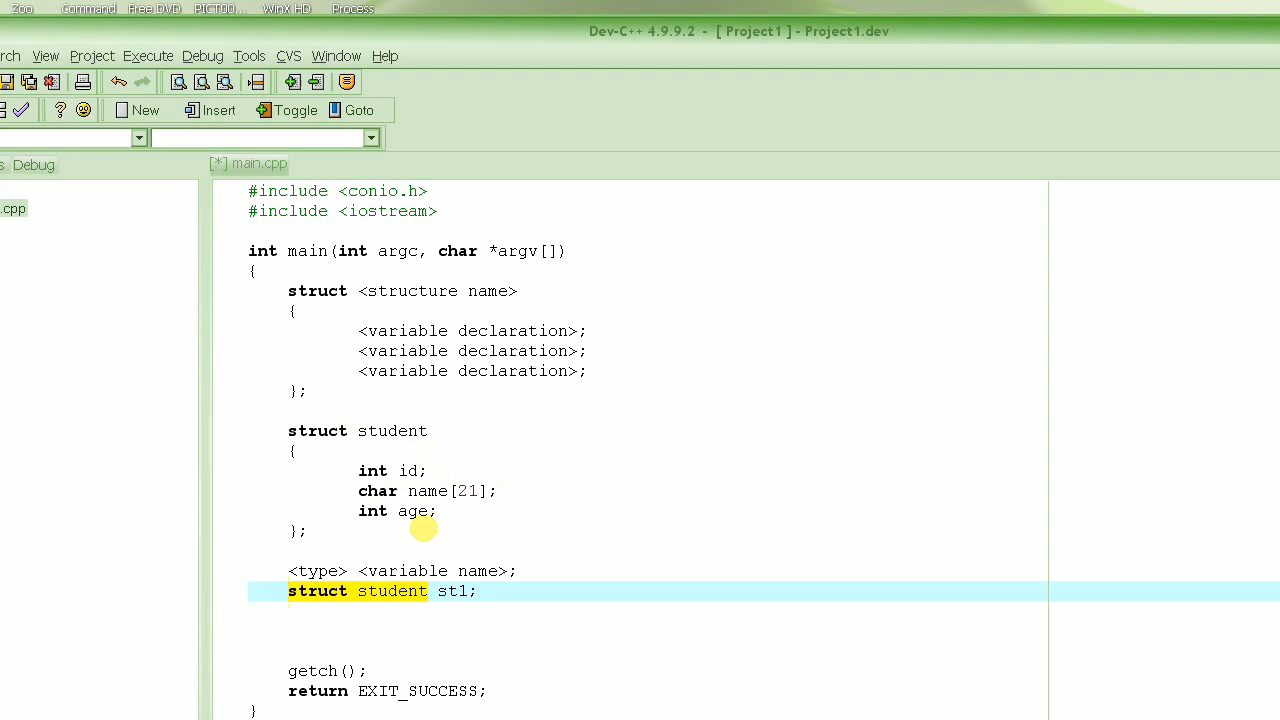 Zoo Command Free DVD PICT00... WinX HD Process
Dev-C++ 4.9.9.2 - [ Project1 ] - Project1.dev
rch View Project Execute Debug Tools CVS Window Help
New Insert Toggle Goto
s Debug [*] main.cpp
.cpp
#include <conio.h>
#include <iostream>
int main(int argc, char *argv[])
{
struct <structure name>
{
<variable declaration>;
<variable declaration>;
<variable declaration>;
};
struct student
{
int id;
char name[21];
int age;
};
<type> <variable name>;
struct student st1;
getch();
return EXIT_SUCCESS;
}